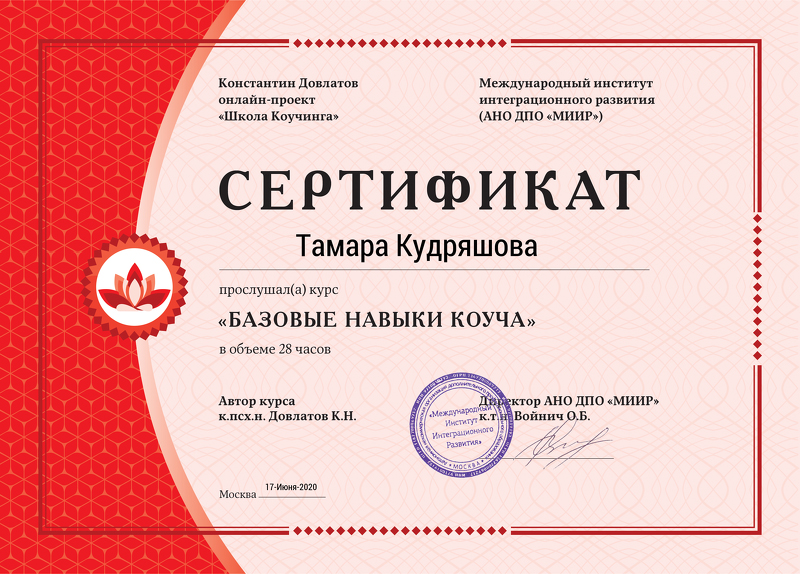 Константин Довлатов
онлайн-проект
«Школа Коучинга»
Международный институт
интеграционного развития
(АНО ДПО «МИИР»)
СЕРТИФИКАТ
Тамара Кудряшова
прослушал(а) курс
«БАЗОВЫЕ НАВЫКИ КОУЧА»
в объеме 28 часов
Автор курса
к.псх.н. Довлатов К.Н.
Директор АНО ДПО «МИИР»
к.т.н. Войнич О.Б.
«Международный
Институт
Интеграционного
Развития»
МОСКВА
Москва 17-Июня-2020